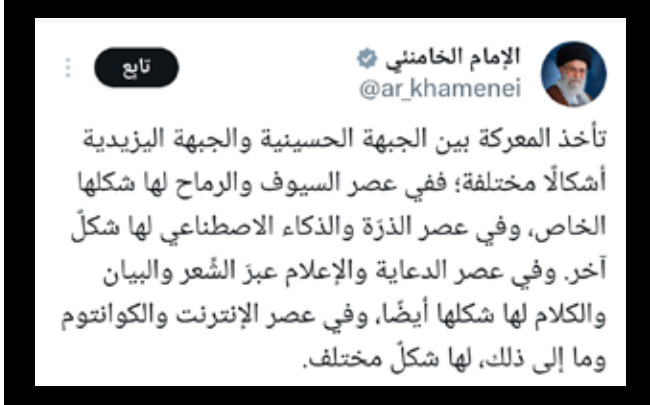 الإمام الخامنئي
تابع
@ar_khamenei
تأخذ المعركة بين الجبهة الحسينية والجبهة اليزيدية
أشكالًا مختلفة؛ ففي عصر السيوف والرماح لها شكلها
الخاص، وفي عصر الذرّة والذكاء الاصطناعي لها شكلٌ
آخر. وفي عصر الدعاية والإعلام عبرَ الشّعر والبيان
والكلام لها شكلها أيضًا، وفي عصر الإنترنت والكوانتوم
وما إلى ذلك، لها شكلٌ مختلف.